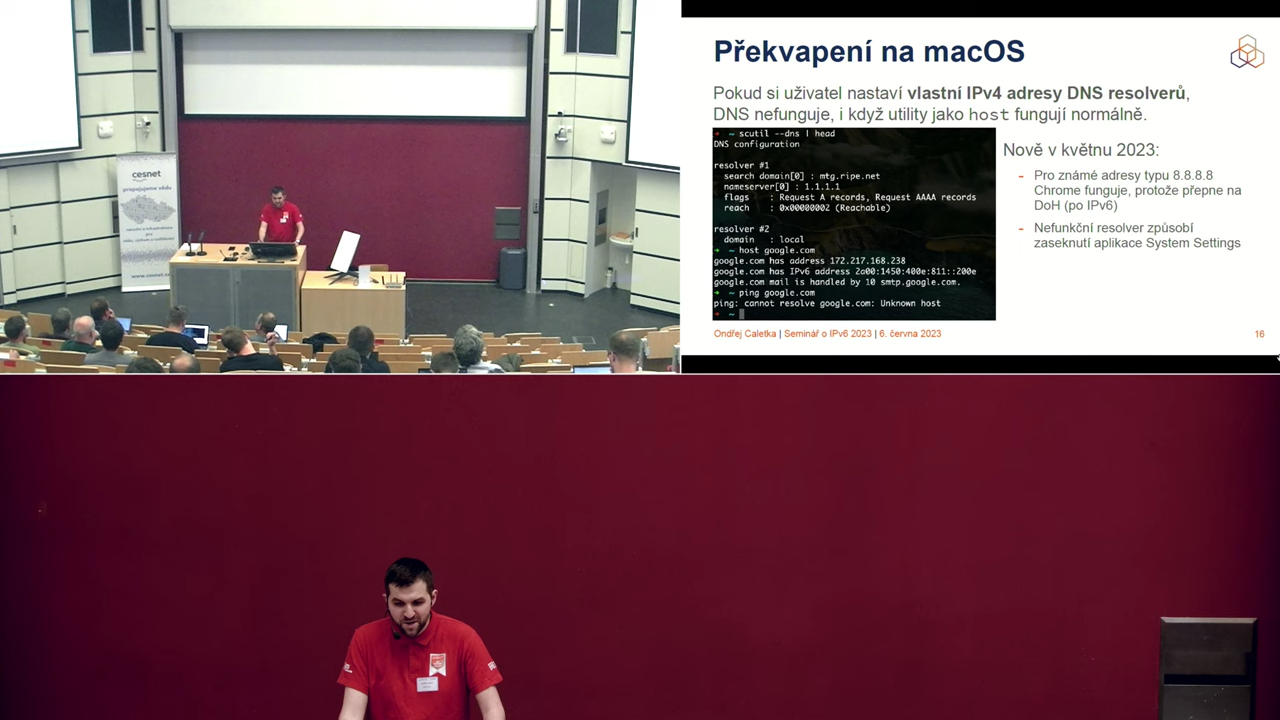 cesnet
propojujeme vědu,
www.cesnet
Překvapení na macOS
Pokud si uživatel nastaví vlastní IPv4 adresy DNS resolverů,
DNS nefunguje, i když utility jako host fungují normálně.
→ ~ scutil --dns | head
DNS configuration
resolver #1
search domain[0] : mtg.ripe.net
nameserver[0] : 1.1.1.1
flags : Request A records, Request AAAA records
reach : 0x00000002 (Reachable)
resolver #2
domain : local
→ ~ host google.com
google.com has address 172.217.168.238
google.com has IPv6 address 2a00:1450:400e:811::200e
google.com mail is handled by 10 smtp.google.com.
→ ~ ping google.com
ping: cannot resolve google.com: Unknown host
→ ~
Nově v květnu 2023:
- Pro známé adresy typu 8.8.8.8
Chrome funguje, protože přepne na
DoH (po IPv6)
- Nefunkční resolver způsobí
zaseknutí aplikace System Settings
Ondřej Caletka | Seminář o IPv6 2023 | 6. června 2023
16